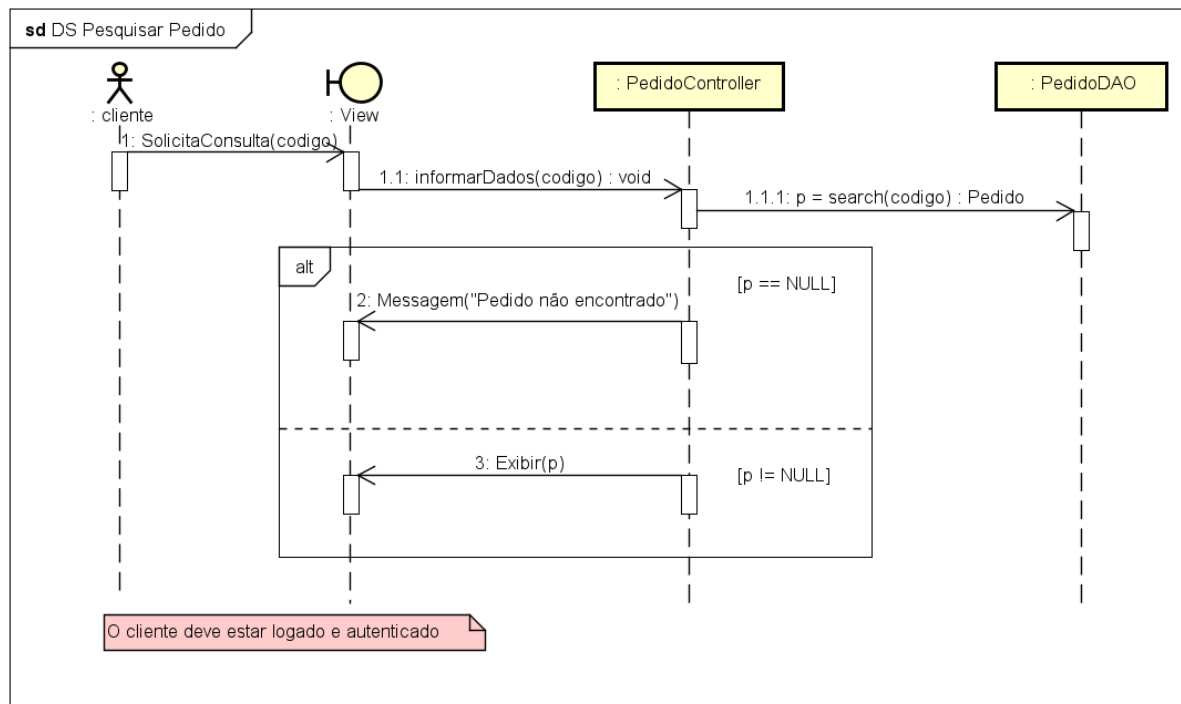 sd DS Pesquisar Pedido
: cliente
: View
: PedidoController
: PedidoDAO
1: SolicitaConsulta(codigo)
1.1: informarDados(codigo) : void
1.1.1: p = search(codigo) : Pedido
alt
[p == NULL]
2: Messagem("Pedido não encontrado")
3: Exibir(p)
[p != NULL]
O cliente deve estar logado e autenticado